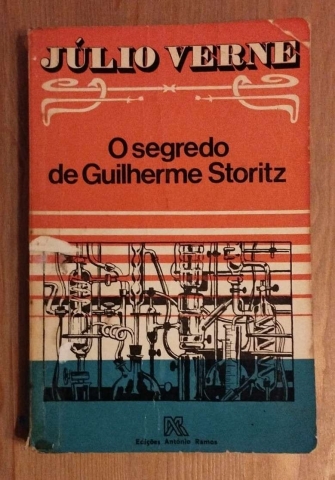 JÚLIO VERNE
O segredo
de Guilherme Storitz
Edições António Ramos